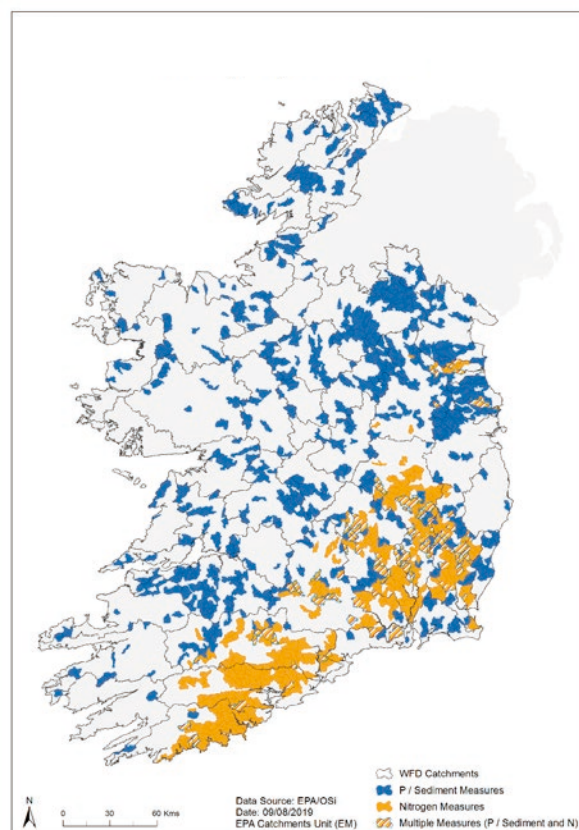 WFD Catchments
P / Sediment Measures
Nitrogen Measures
Multiple Measures (P / Sediment and N)
N
0 30 60 Kms
Data Source: EPA/OSi
Date: 09/08/2019
EPA Catchments Unit (EM)